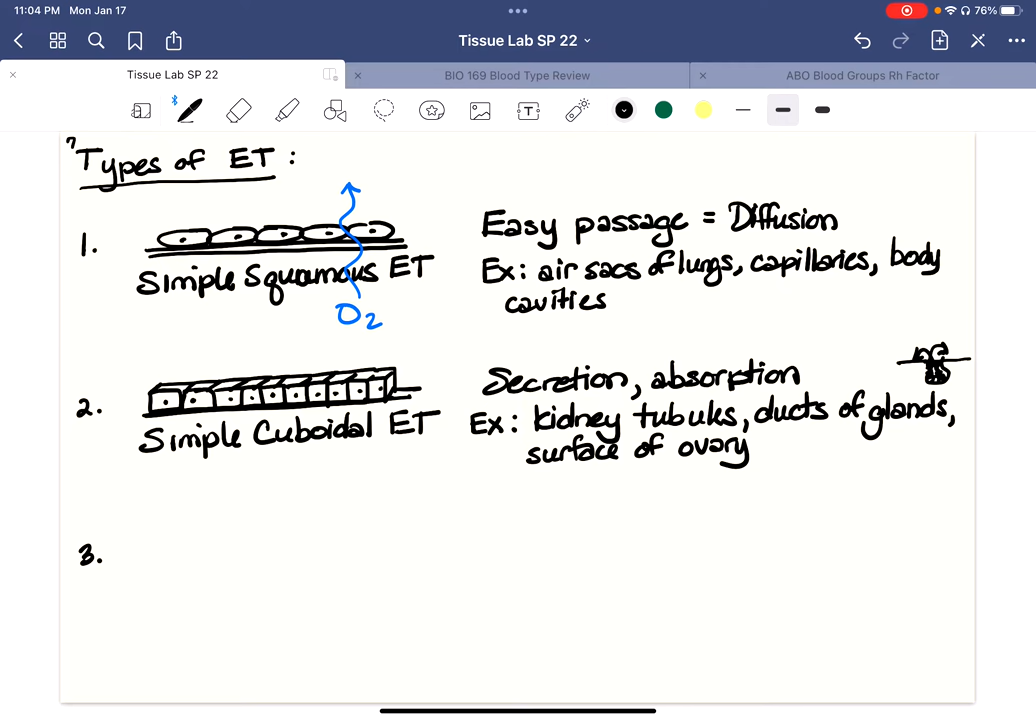 11:04 PM Mon Jan 17
76%
Tissue Lab SP 22
Tissue Lab SP 22
BIO 169 Blood Type Review
ABO Blood Groups Rh Factor
7 Types of ET :
1.
Simple Squamous ET
O2
Easy passage = Diffusion
Ex: air sacs of lungs, capillaries, body
cavities
2.
Simple Cuboidal ET
Secretion, absorption
Ex: kidney tubuks, ducts of glands,
surface of ovary
3.